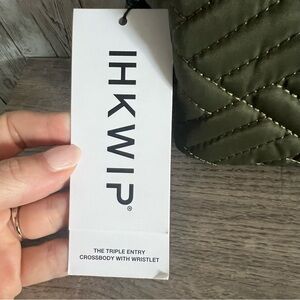 IHKWIP®
THE TRIPLE ENTRY
CROSSBODY WITH WRISTLET